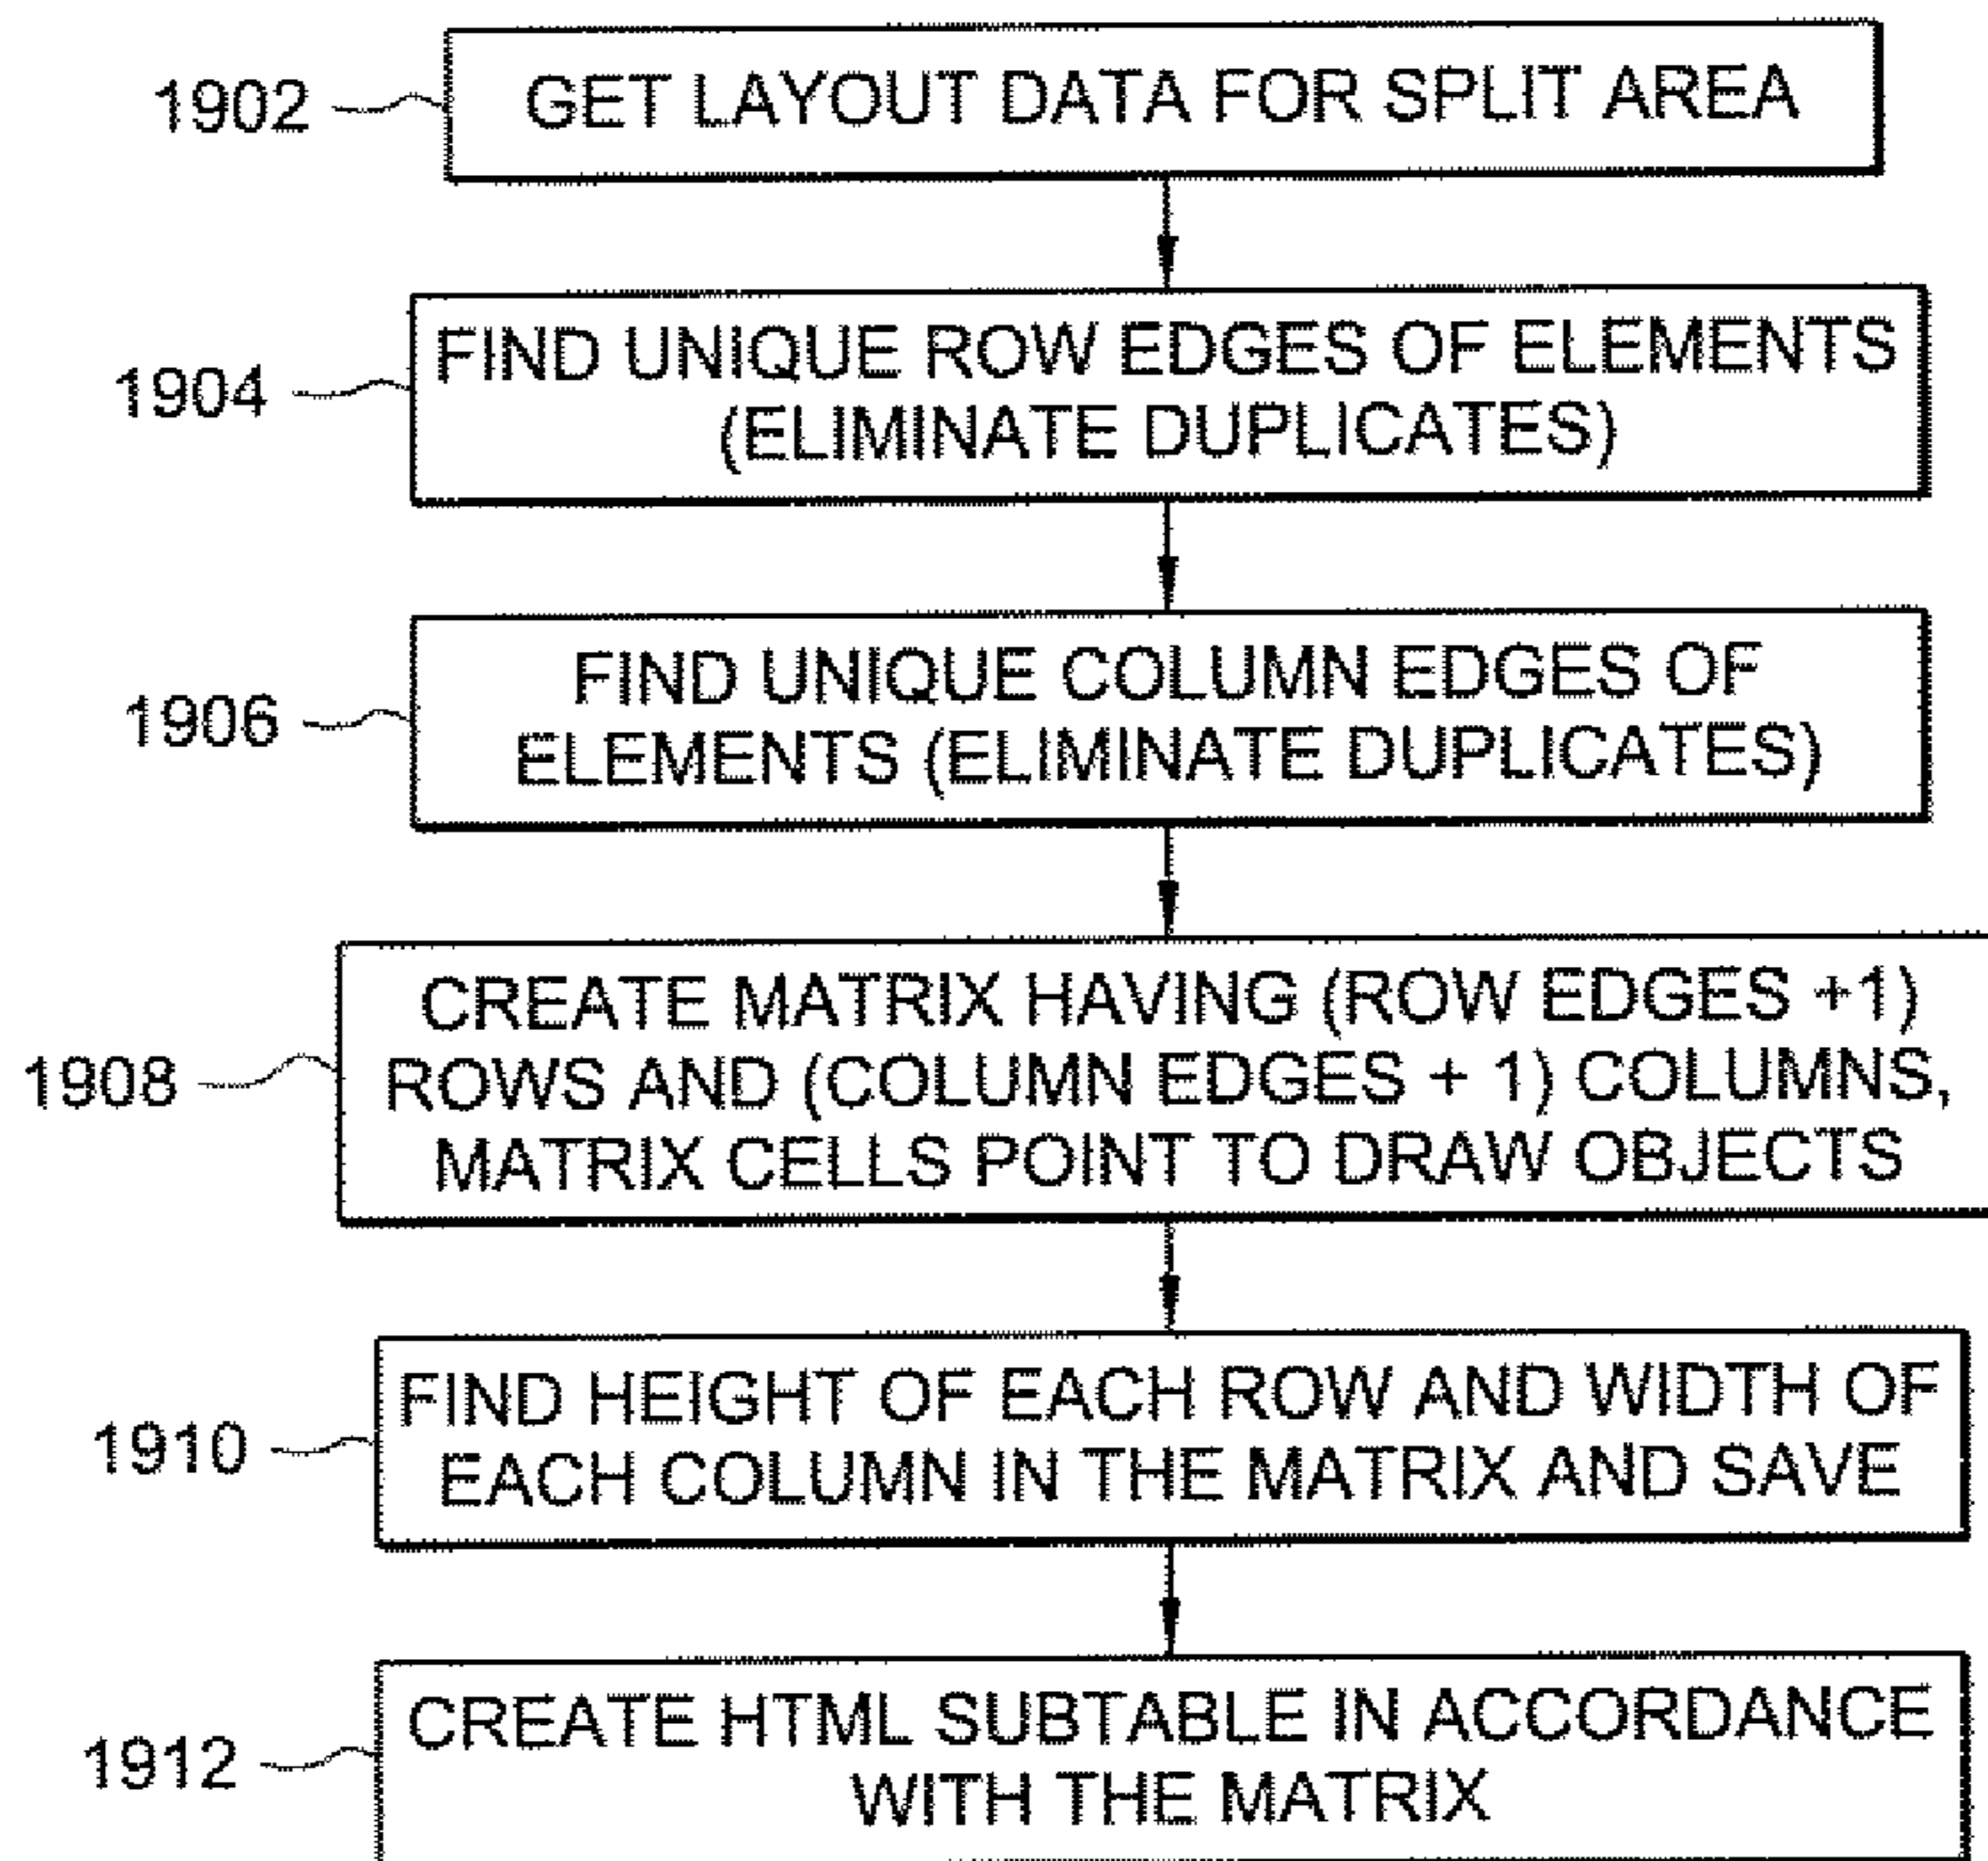 1902
GET LAYOUT DATA FOR SPLIT AREA
1904
FIND UNIQUE ROW EDGES OF ELEMENTS
(ELIMINATE DUPLICATES)
1906
FIND UNIQUE COLUMN EDGES OF
ELEMENTS (ELIMINATE DUPLICATES)
1908
CREATE MATRIX HAVING (ROW EDGES +1)
ROWS AND (COLUMN EDGES + 1) COLUMNS,
MATRIX CELLS POINT TO DRAW OBJECTS
1910
FIND HEIGHT OF EACH ROW AND WIDTH OF
EACH COLUMN IN THE MATRIX AND SAVE
1912
CREATE HTML SUBTABLE IN ACCORDANCE
WITH THE MATRIX